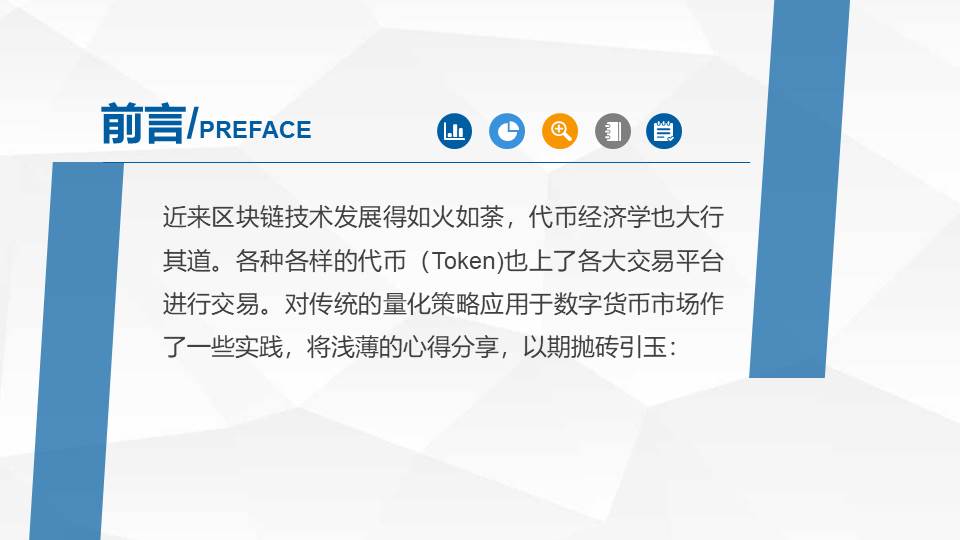 前言/PREFACE
近来区块链技术发展得如火如荼，代币经济学也大行
其道。各种各样的代币（Token)也上了各大交易平台
进行交易。对传统的量化策略应用于数字货币市场作
了一些实践，将浅薄的心得分享，以期抛砖引玉：